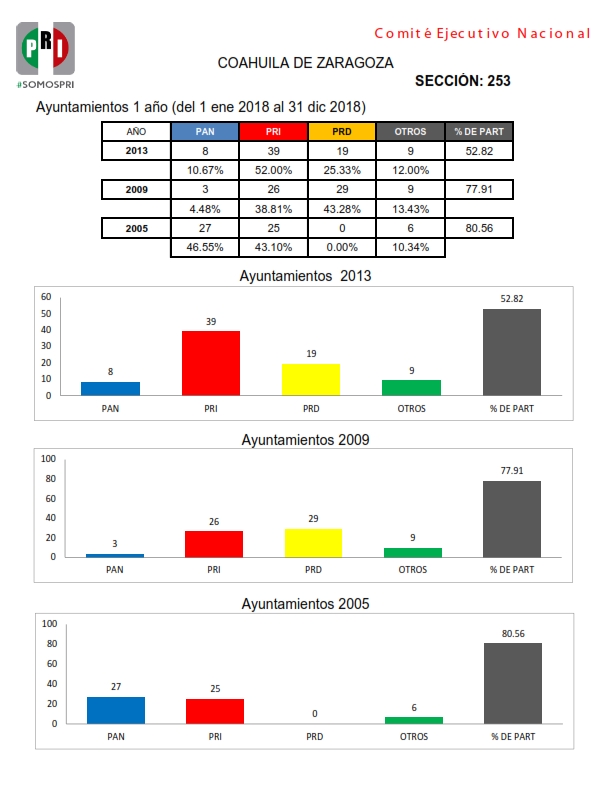 PRI
#SOMOSPRI
Comité Ejecutivo Nacional
COAHUILA DE ZARAGOZA
SECCIÓN: 253
Ayuntamientos 1 año (del 1 ene 2018 al 31 dic 2018)
AÑO PAN PRI PRD OTROS % DE PART
2013 8 39 19 9 52.82
10.67% 52.00% 25.33% 12.00%
2009 3 26 29 9 77.91
4.48% 38.81% 43.28% 13.43%
2005 27 25 0 6 80.56
46.55% 43.10% 0.00% 10.34%
Ayuntamientos 2013
60
50
40
30
20
10
0
8 39 19 9 52.82
PAN PRI PRD OTROS % DE PART
Ayuntamientos 2009
100
80
60
40
20
0
3 26 29 9 77.91
PAN PRI PRD OTROS % DE PART
Ayuntamientos 2005
100
80
60
40
20
0
27 25 0 6 80.56
PAN PRI PRD OTROS % DE PART